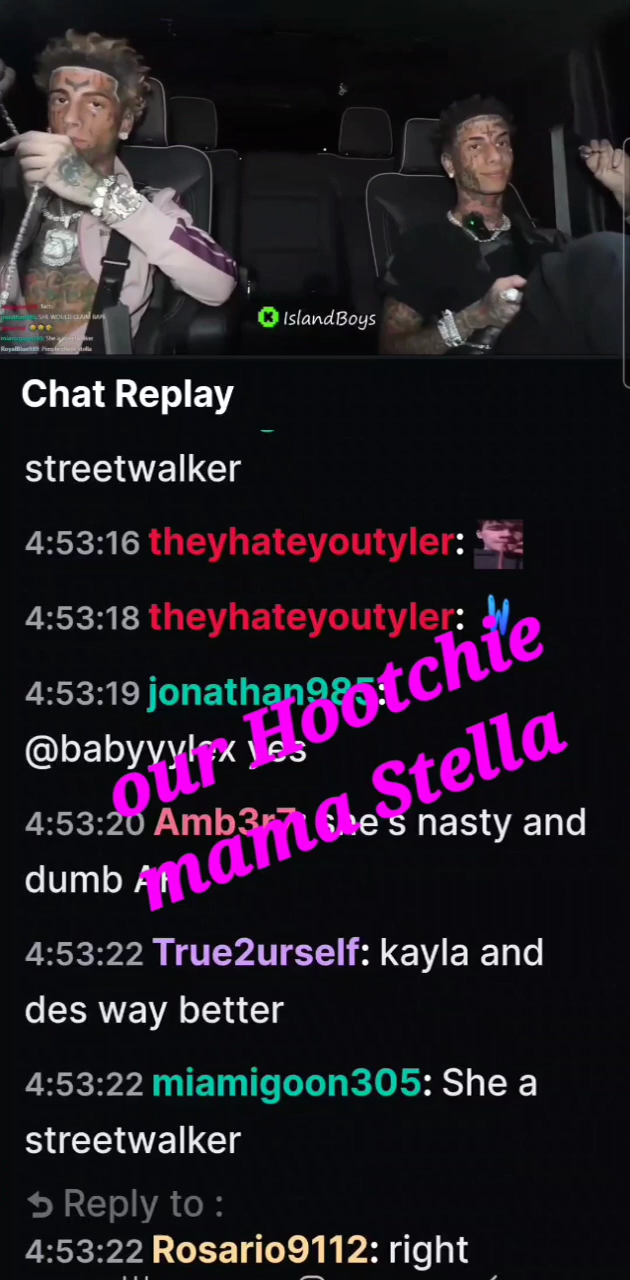 IslandBoys
Chat Replay
streetwalker
4:53:16 theyhateyoutyler:
4:53:18 theyhateyoutyler:
4:53:19 jonathan985:
@babyyylex yes
our Hootchie
mama Stella
4:53:20 Amb3r7: she's nasty and
dumb AF
4:53:22 True2urself: kayla and
des way better
4:53:22 miamigoon305: She a
streetwalker
Reply to :
4:53:22 Rosario9112: right